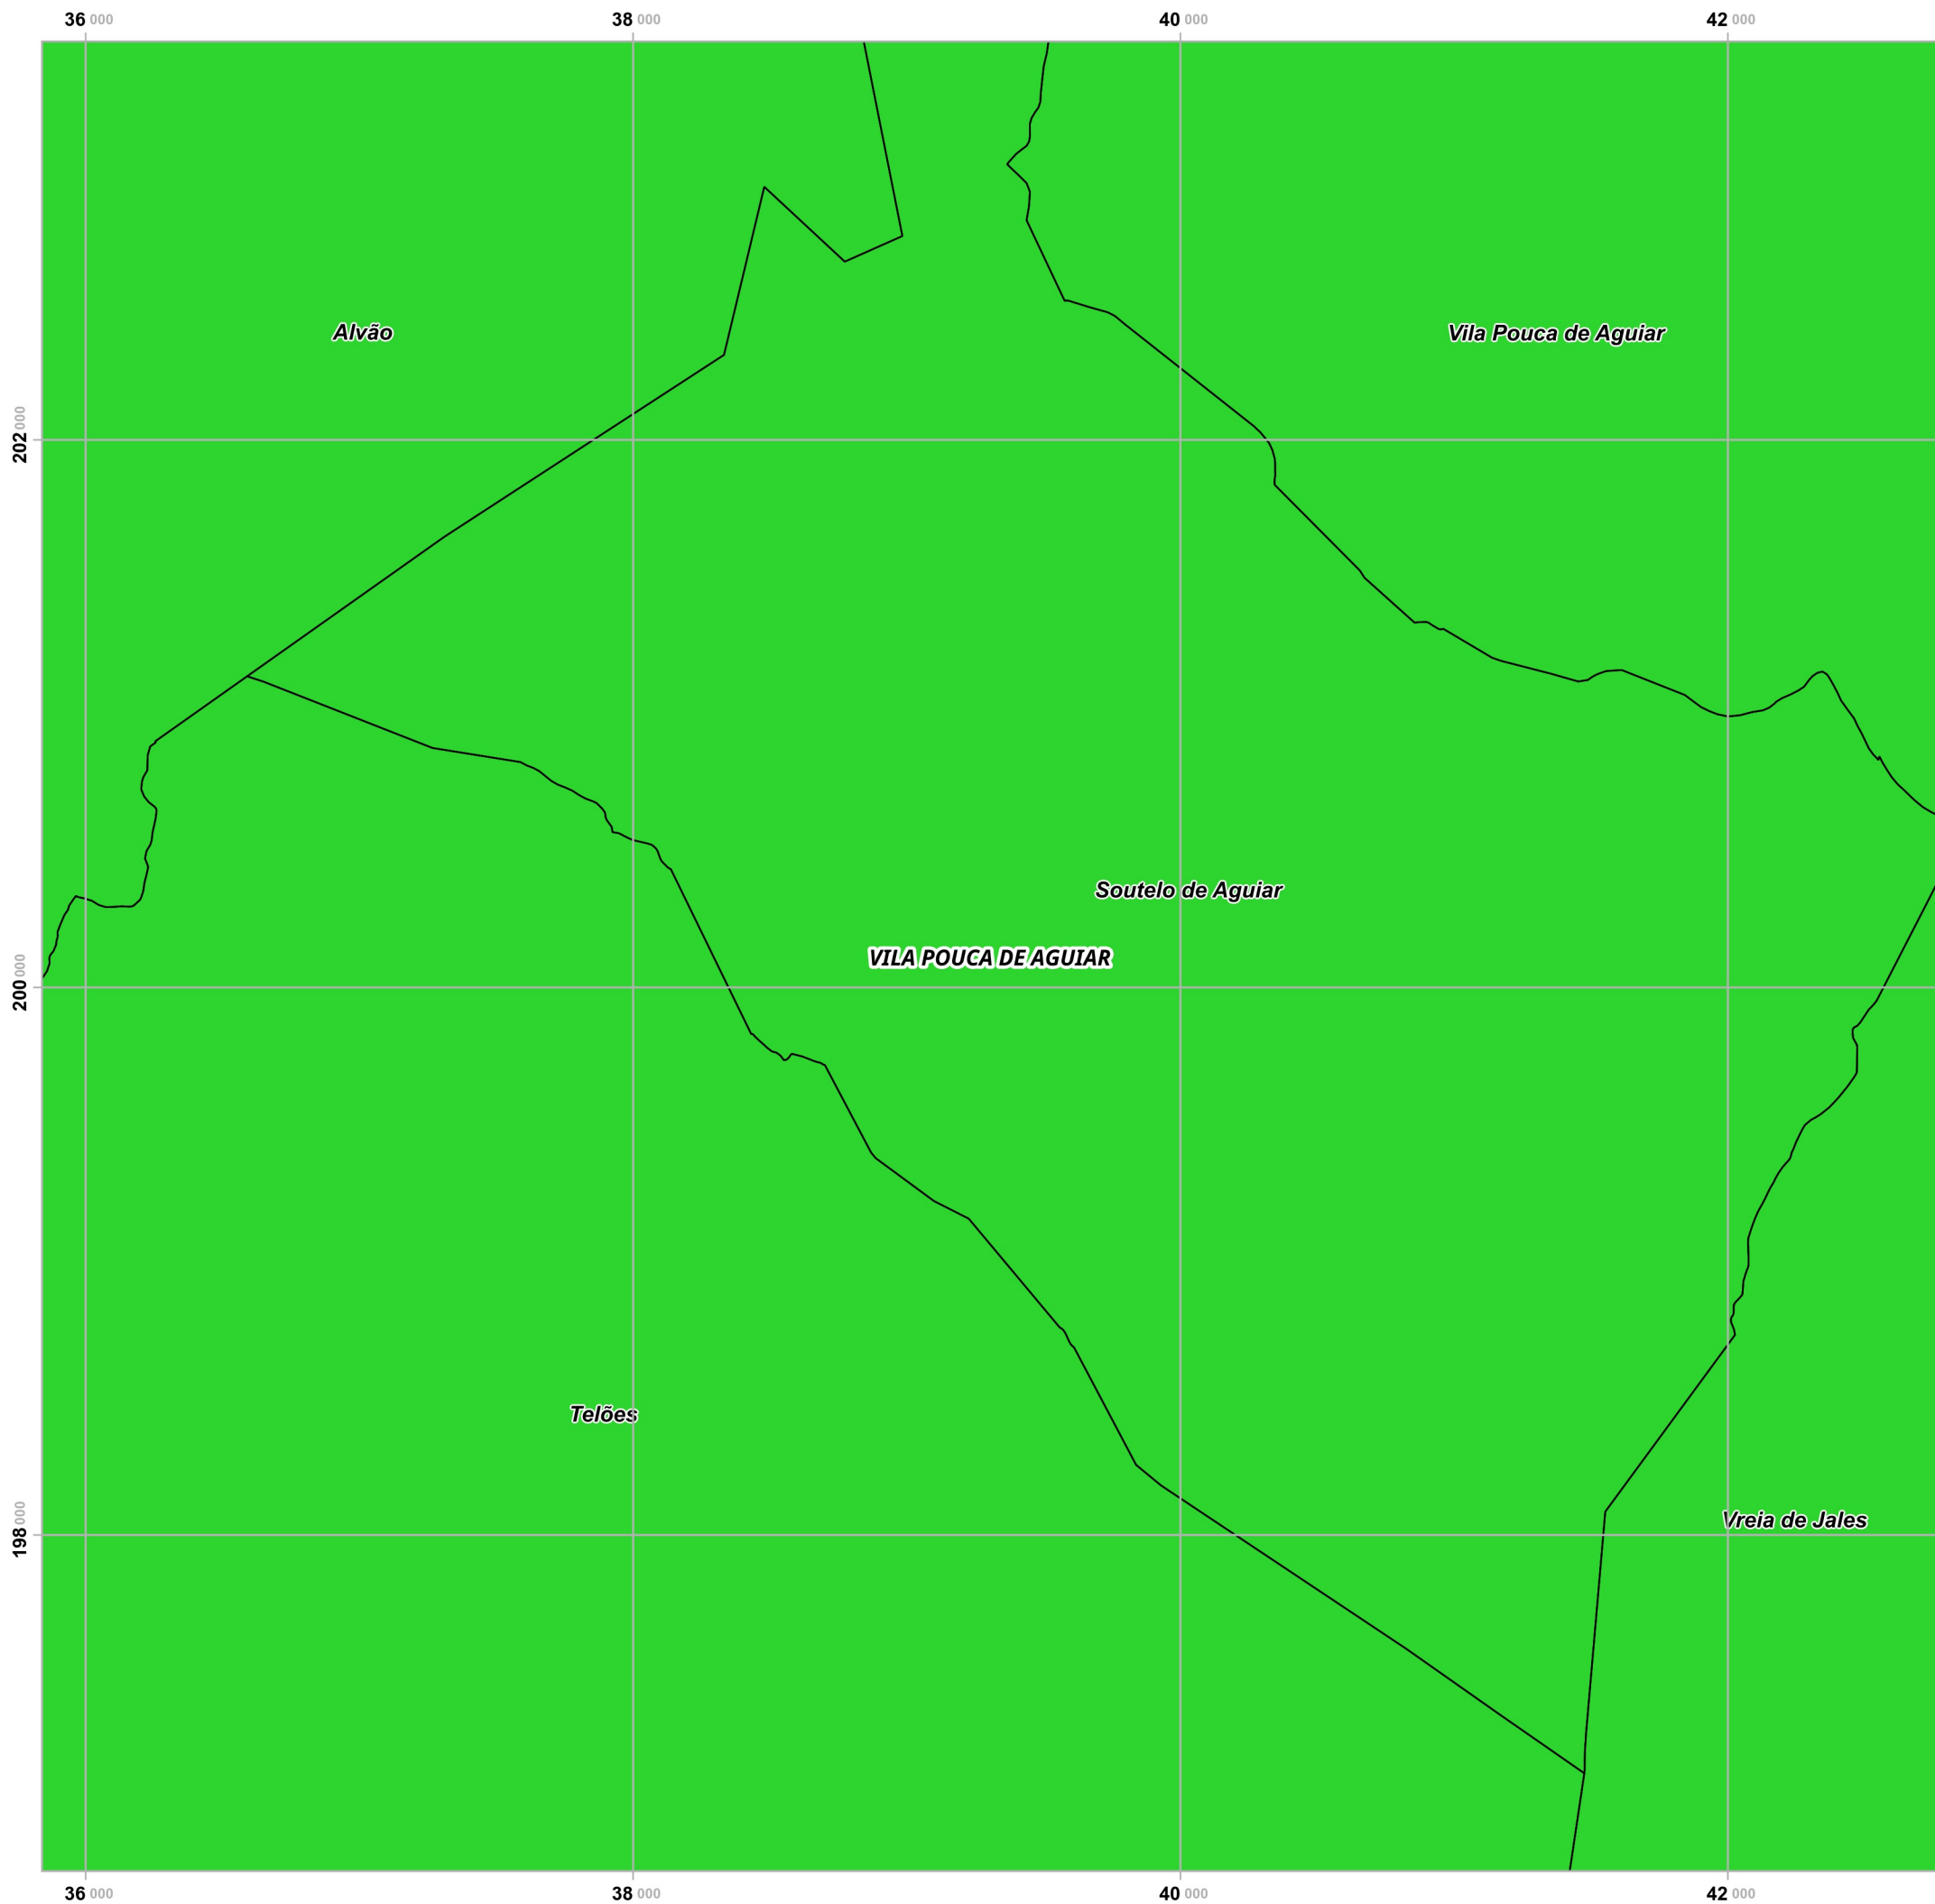 36 000 38 000 40 000 42 000
Alvão
Vila Pouca de Aguiar
202 000
Soutelo de Aguiar
VILA POUCA DE AGUIAR
200 000
Telões
Vreia de Jales
198 000
36 000 38 000 40 000 42 000